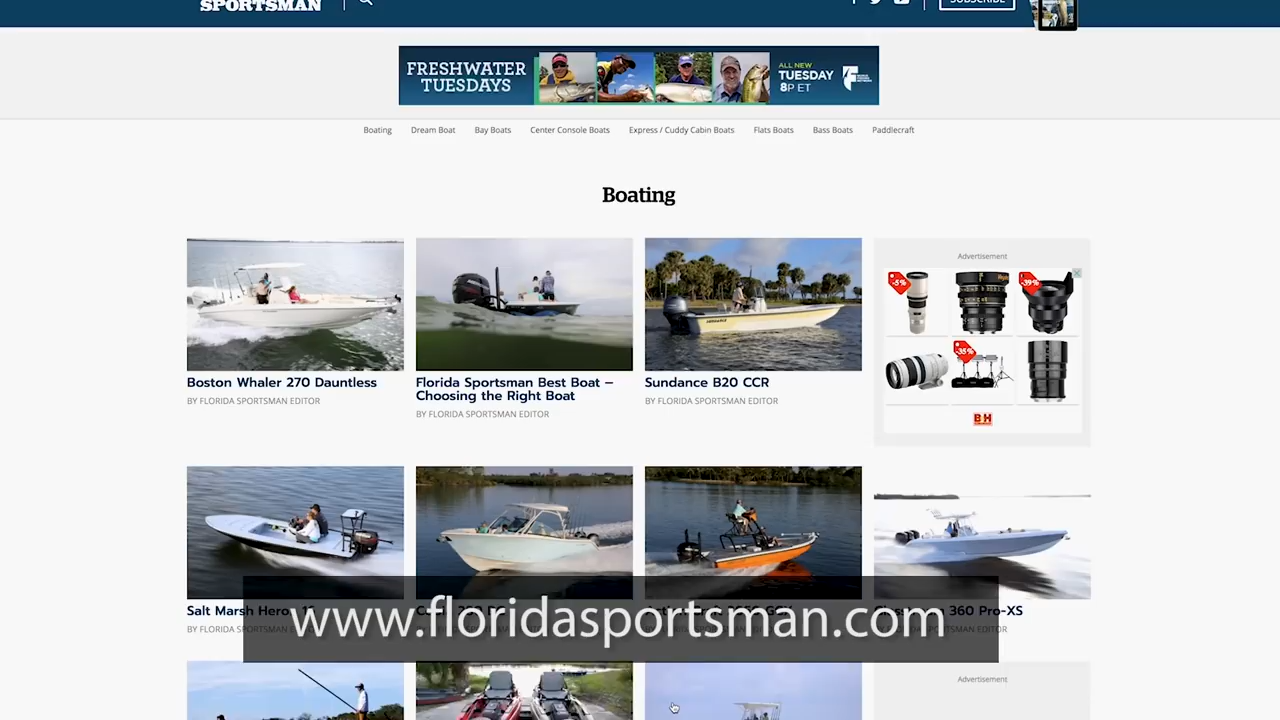 SPORTSMAN
SUBSCRIBE
FRESHWATER
TUESDAYS
ALL NEW
TUESDAY
8P ET
Boating
Dream Boat
Bay Boats
Center Console Boats
Express / Cuddy Cabin Boats
Flats Boats
Bass Boats
Paddlecraft
Boating
Boston Whaler 270 Dauntless
BY FLORIDA SPORTSMAN EDITOR
Florida Sportsman Best Boat –
Choosing the Right Boat
BY FLORIDA SPORTSMAN EDITOR
Sundance B20 CCR
BY FLORIDA SPORTSMAN EDITOR
Advertisement
-5%
-39%
-35%
B H
Salt Marsh
360 Pro-XS
www.floridasportsman.com
Advertisement